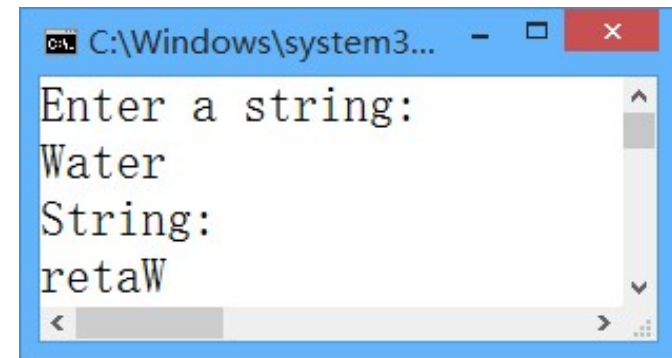 C:\Windows\system3...
Enter a string:
Water
String:
retaW